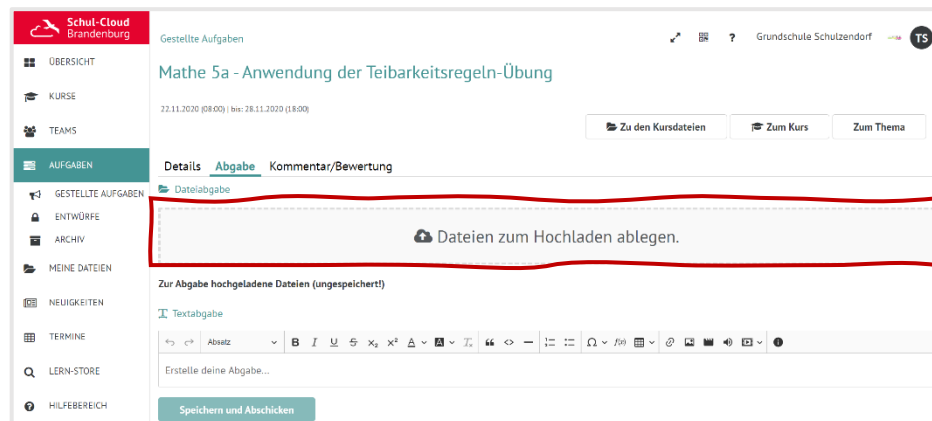 Schul-Cloud
Brandenburg
ÜBERSICHT
KURSE
TEAMS
AUFGABEN
GESTELLTE AUFGABEN
ENTWÜRFE
ARCHIV
MEINE DATEIEN
NEUIGKEITEN
TERMINE
LERN-STORE
HILFEBEREICH
Gestellte Aufgaben
? Grundschule Schulzendorf TS
Mathe 5a - Anwendung der Teibarkeitsregeln-Übung
22.11.2020 (08:00) | bis: 28.11.2020 (18:00)
Zu den Kursdateien Zum Kurs Zum Thema
Details Abgabe Kommentar/Bewertung
Dateiabgabe
Dateien zum Hochladen ablegen.
Zur Abgabe hochgeladene Dateien (ungespeichert!)
Textabgabe
Absatz B I U S x₂ x² A A Tx Ω f(x)
Erstelle deine Abgabe...
Speichern und Abschicken